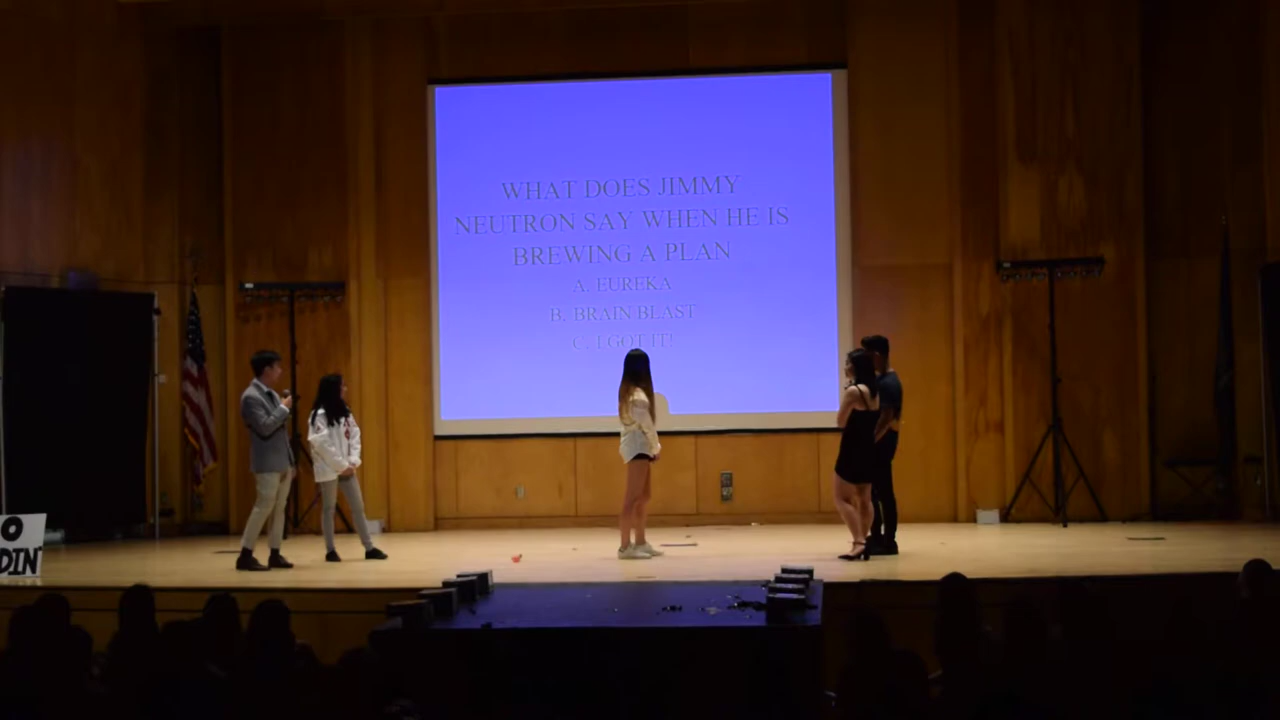 WHAT DOES JIMMY
NEUTRON SAY WHEN HE IS
BREWING A PLAN
A. EUREKA
B. BRAIN BLAST
C. I GOT IT!
O
DIN'